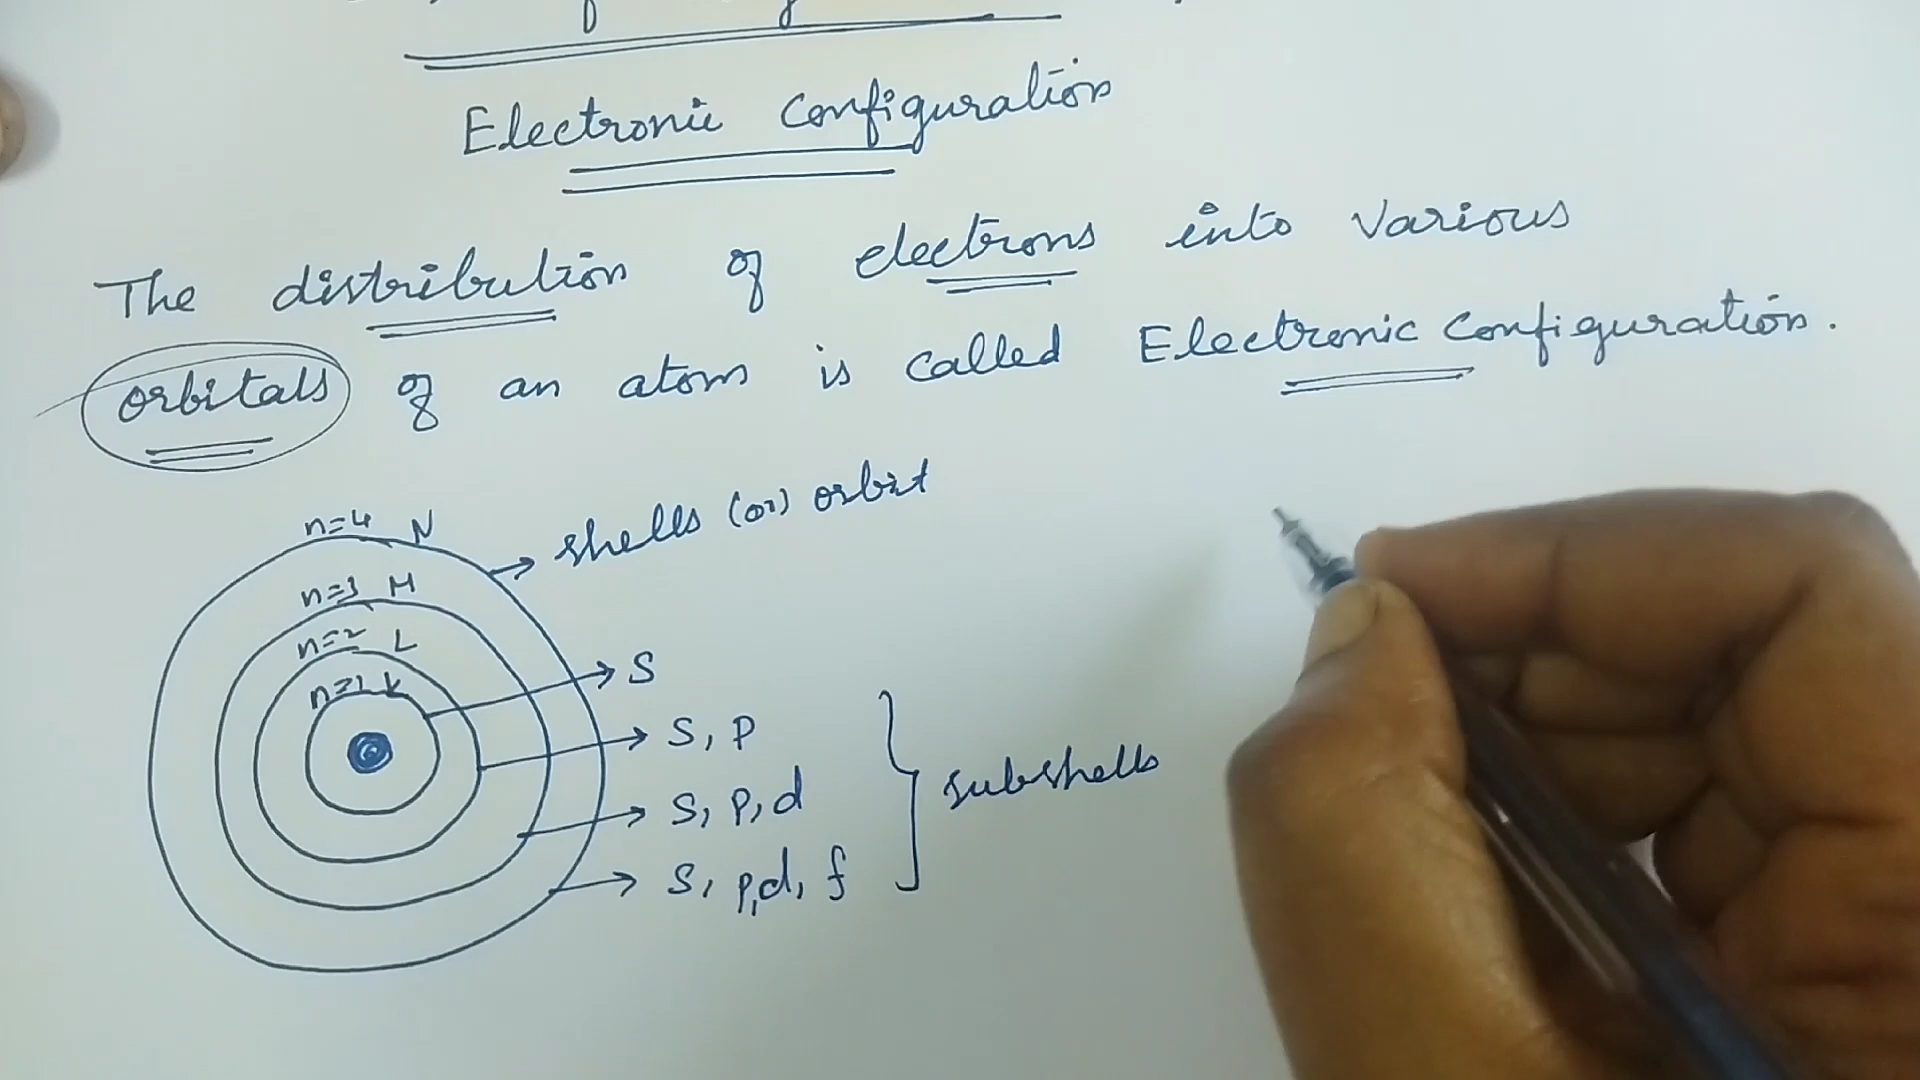 Electronic Configuration
The distribution of electrons into various
orbitals of an atom is called Electronic Configuration.
n=4 N
shells (or) orbit
n=3 M
n=2 L
n=1 K
S
S, p
S, p, d
S, p, d, f
subshells